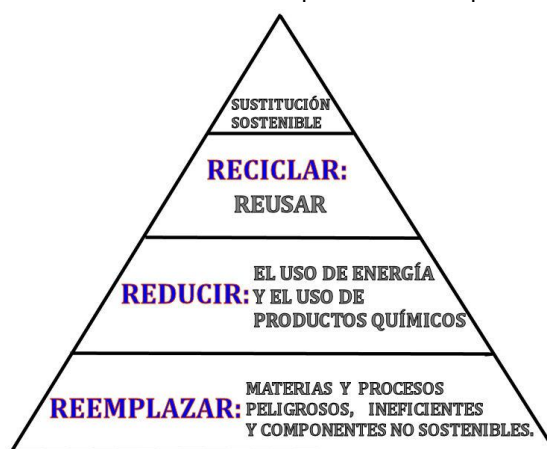 SUSTITUCIÓN
SOSTENIBLE
RECICLAR:
REUSAR
REDUCIR: EL USO DE ENERGÍA
Y EL USO DE
PRODUCTOS QUÍMICOS
REEMPLAZAR: MATERIAS Y PROCESOS
PELIGROSOS, INEFICIENTES
Y COMPONENTES NO SOSTENIBLES.